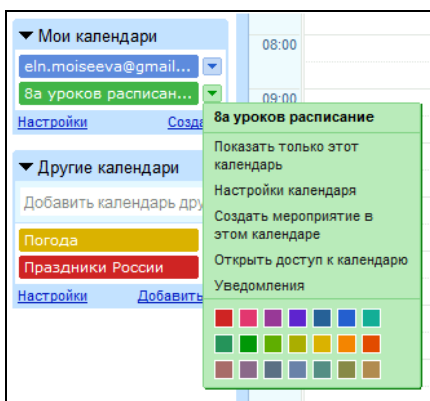 Мои календари
eln.moiseeva@gmail...
8а уроков расписан...
Настройки Созда
Другие календари
Добавить календарь дру
Погода
Праздники России
Настройки Добавить
08:00
09:00
8а уроков расписание
Показать только этот
календарь
Настройки календаря
Создать мероприятие в
этом календаре
Открыть доступ к календарю
Уведомления